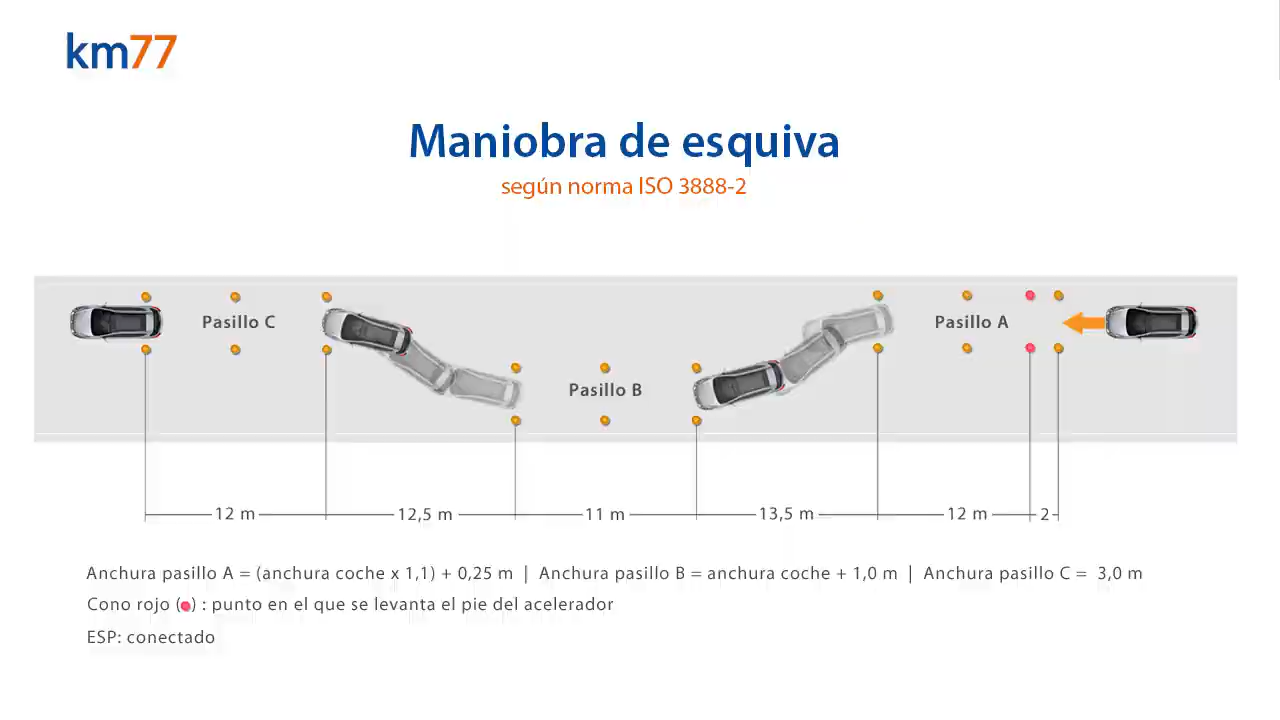 km77
Maniobra de esquiva
según norma ISO 3888-2
Pasillo C
Pasillo A
Pasillo B
12 m
12,5 m
11 m
13,5 m
12 m
2
Anchura pasillo A = (anchura coche x 1,1) + 0,25 m | Anchura pasillo B = anchura coche + 1,0 m | Anchura pasillo C = 3,0 m
Cono rojo ( ) : punto en el que se levanta el pie del acelerador
ESP: conectado